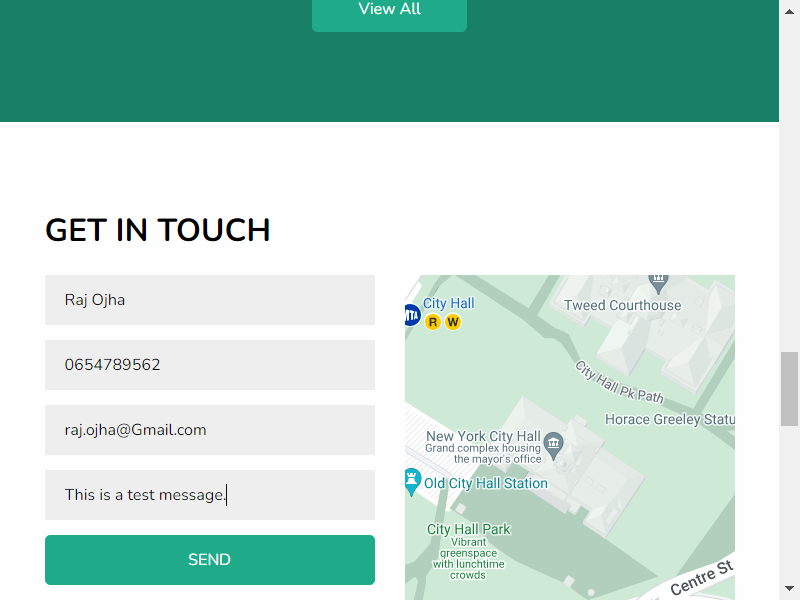 View All
GET IN TOUCH
Raj Ojha
0654789562
raj.ojha@Gmail.com
This is a test message.
SEND
City Hall
R W
Tweed Courthouse
City Hall Pk Path
Horace Greeley Statu
New York City Hall
Grand complex housing
the mayor's office
Old City Hall Station
City Hall Park
Vibrant
greenspace
with lunchtime
crowds
Centre St